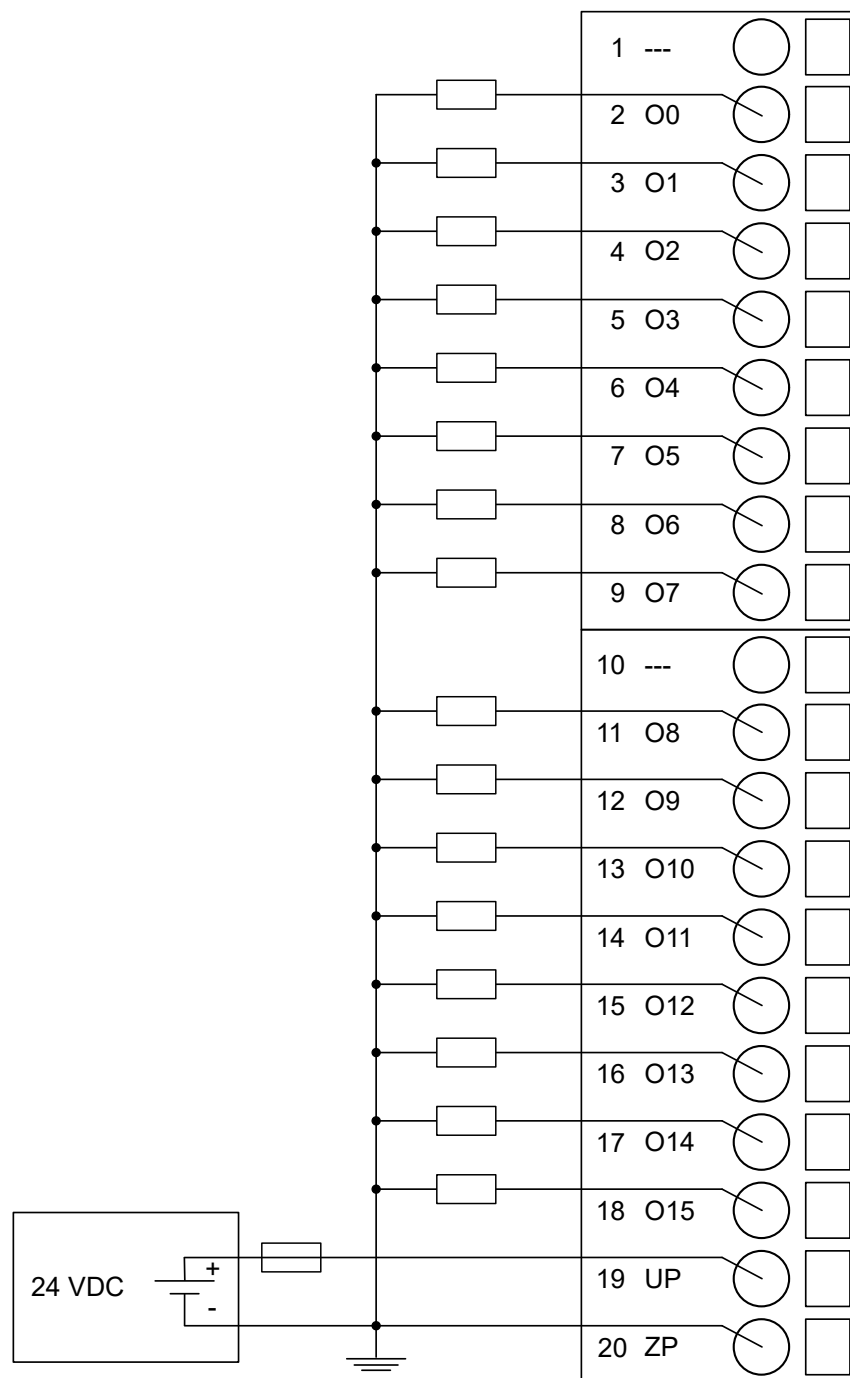 1 ---
2 O0
3 O1
4 O2
5 O3
6 O4
7 O5
8 O6
9 O7
10 ---
11 O8
12 O9
13 O10
14 O11
15 O12
16 O13
17 O14
18 O15
24 VDC
+
-
19 UP
20 ZP